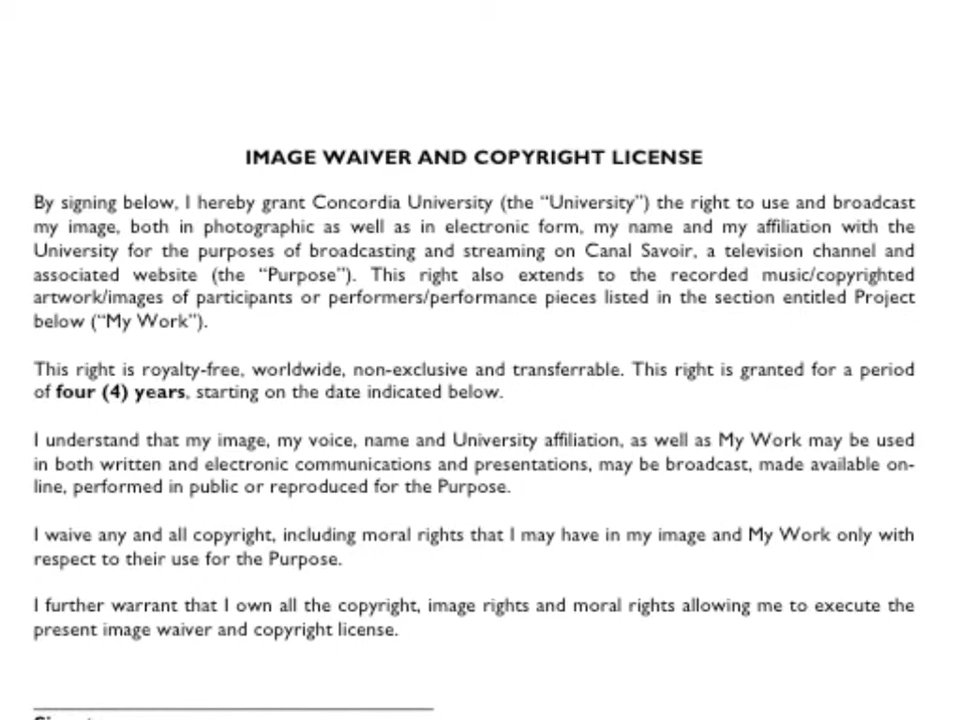 IMAGE WAIVER AND COPYRIGHT LICENSE
By signing below, I hereby grant Concordia University (the “University”) the right to use and broadcast
my image, both in photographic as well as in electronic form, my name and my affiliation with the
University for the purposes of broadcasting and streaming on Canal Savoir, a television channel and
associated website (the “Purpose”). This right also extends to the recorded music/copyrighted
artwork/images of participants or performers/performance pieces listed in the section entitled Project
below (“My Work”).
This right is royalty-free, worldwide, non-exclusive and transferrable. This right is granted for a period
of four (4) years, starting on the date indicated below.
I understand that my image, my voice, name and University affiliation, as well as My Work may be used
in both written and electronic communications and presentations, may be broadcast, made available on-
line, performed in public or reproduced for the Purpose.
I waive any and all copyright, including moral rights that I may have in my image and My Work only with
respect to their use for the Purpose.
I further warrant that I own all the copyright, image rights and moral rights allowing me to execute the
present image waiver and copyright license.